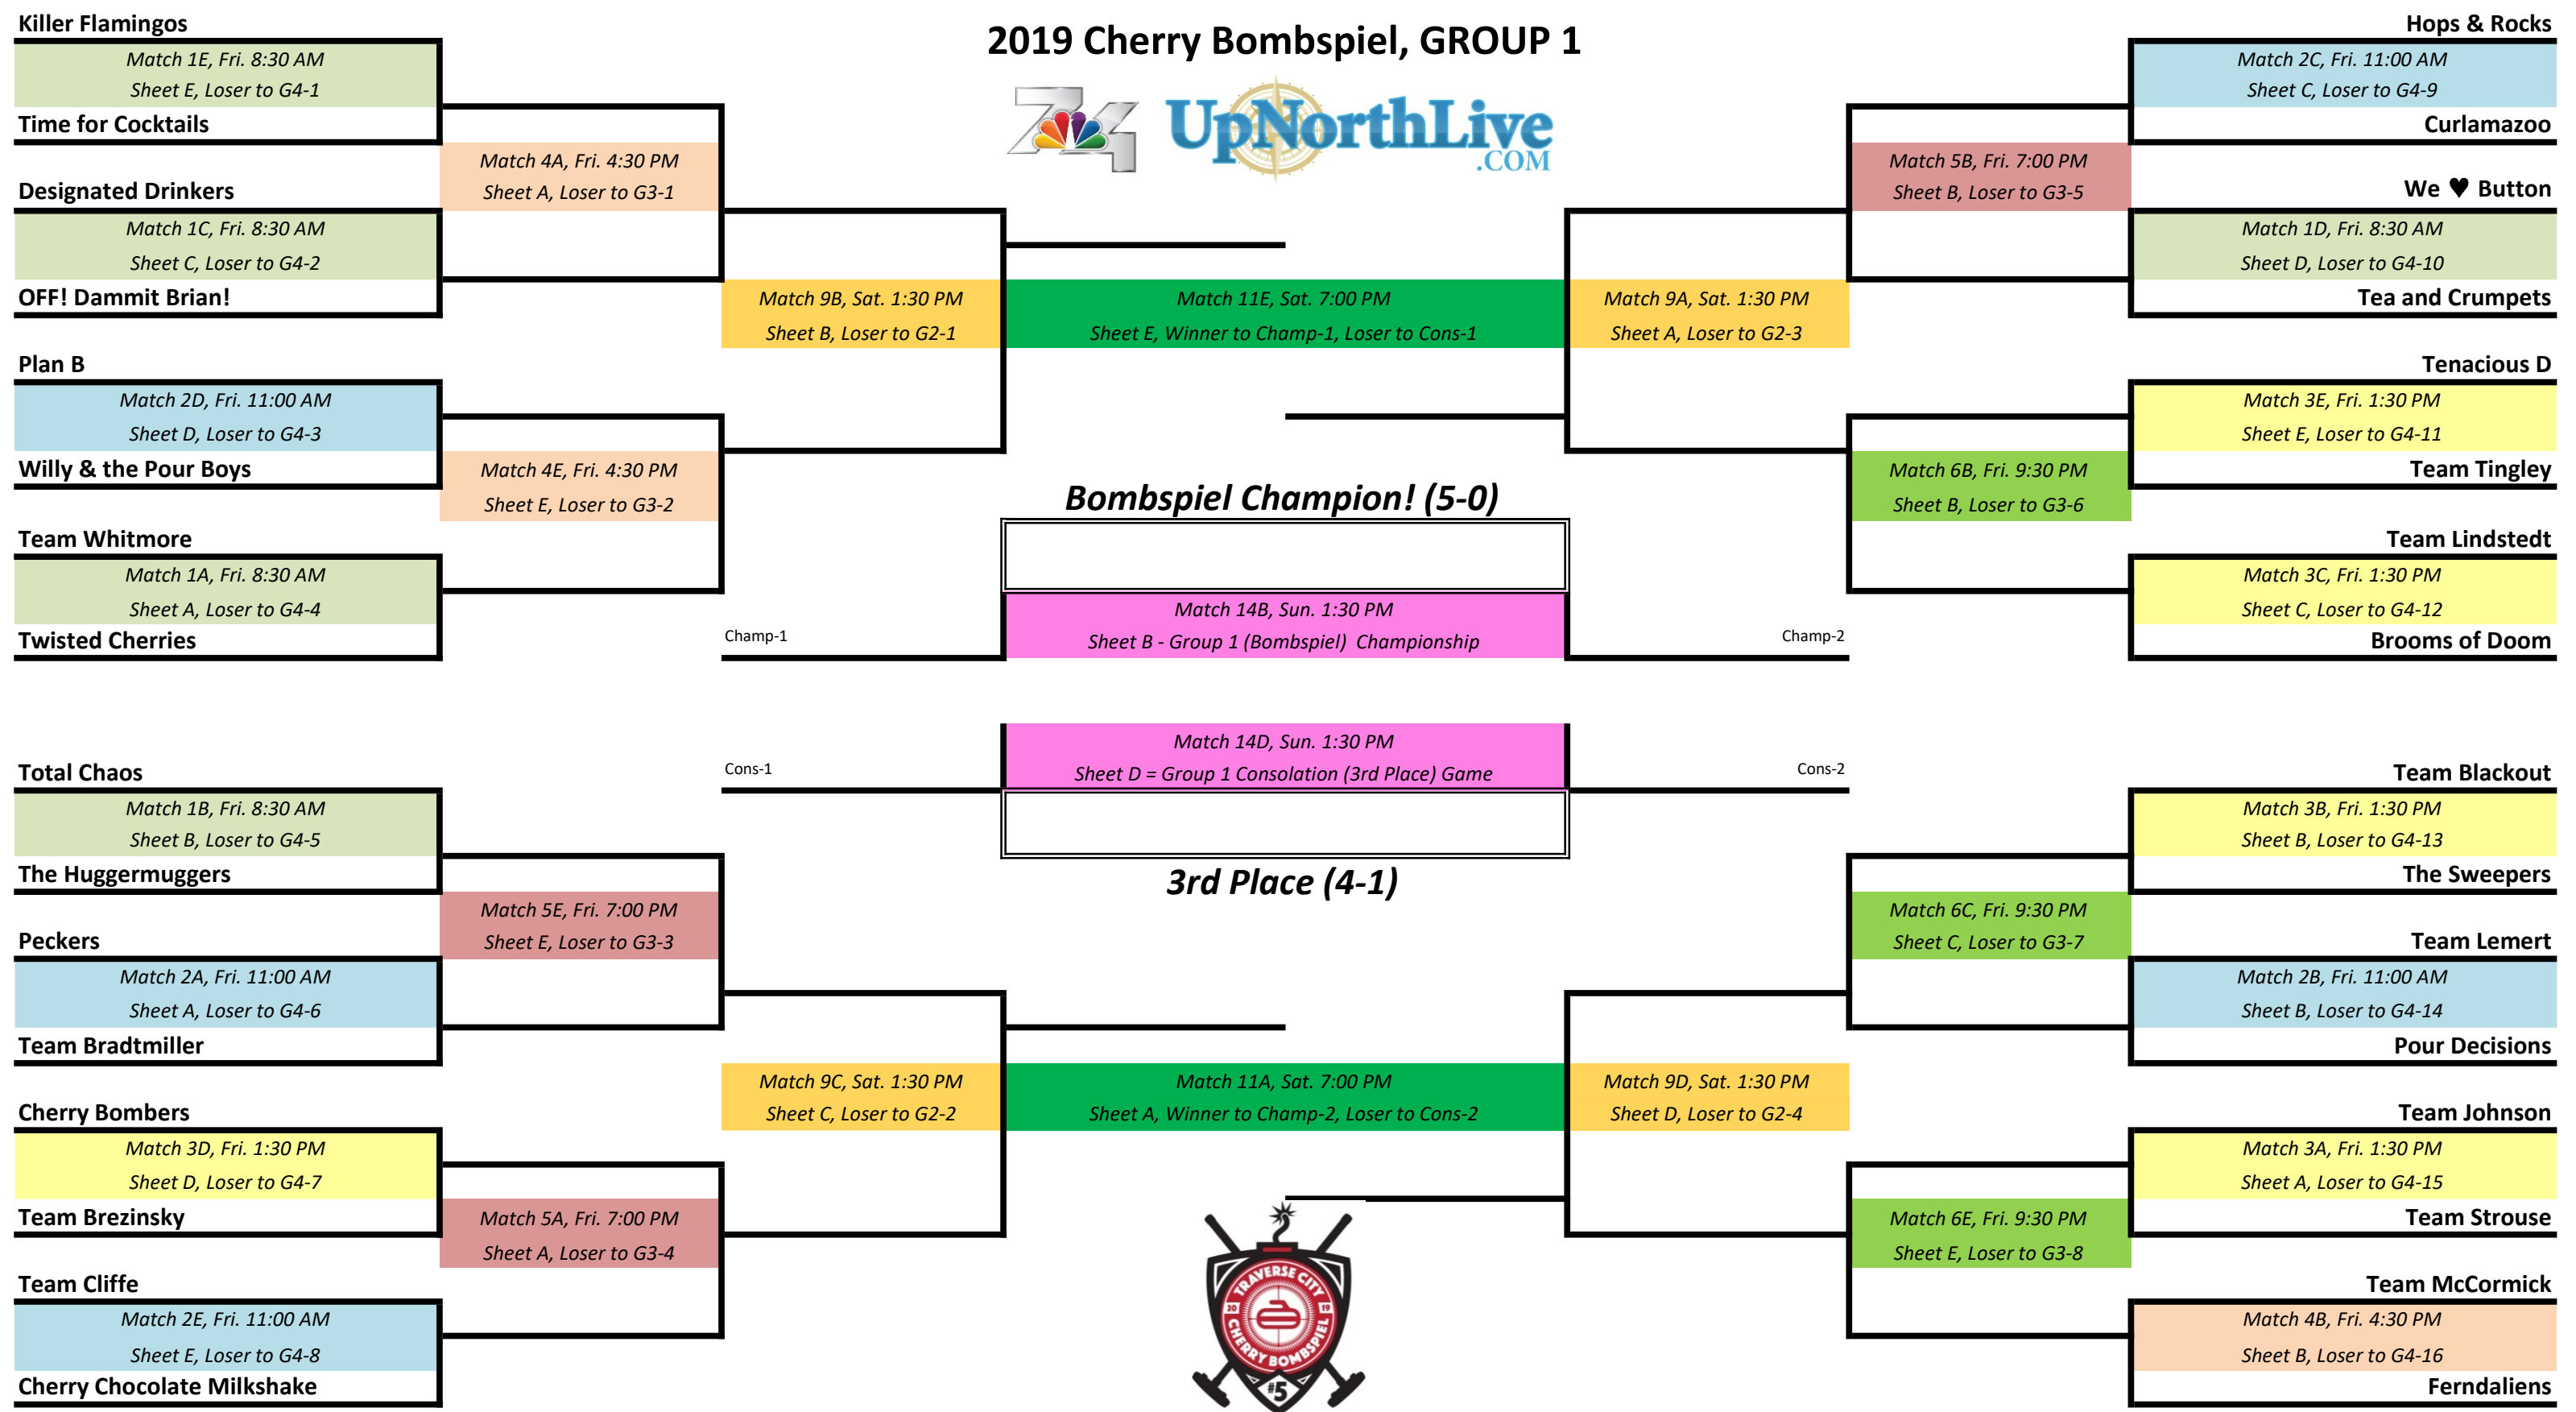 2019 Cherry Bombspiel, GROUP 1
7&4
UpNorthLive
.COM
Killer Flamingos
Match 1E, Fri. 8:30 AM
Sheet E, Loser to G4-1
Time for Cocktails
Match 4A, Fri. 4:30 PM
Sheet A, Loser to G3-1
Designated Drinkers
Match 1C, Fri. 8:30 AM
Sheet C, Loser to G4-2
OFF! Dammit Brian!
Match 9B, Sat. 1:30 PM
Sheet B, Loser to G2-1
Plan B
Match 2D, Fri. 11:00 AM
Sheet D, Loser to G4-3
Willy & the Pour Boys
Match 4E, Fri. 4:30 PM
Sheet E, Loser to G3-2
Team Whitmore
Match 1A, Fri. 8:30 AM
Sheet A, Loser to G4-4
Twisted Cherries
Match 11E, Sat. 7:00 PM
Sheet E, Winner to Champ-1, Loser to Cons-1
Hops & Rocks
Match 2C, Fri. 11:00 AM
Sheet C, Loser to G4-9
Curlamazoo
Match 5B, Fri. 7:00 PM
Sheet B, Loser to G3-5
We ♥ Button
Match 1D, Fri. 8:30 AM
Sheet D, Loser to G4-10
Tea and Crumpets
Match 9A, Sat. 1:30 PM
Sheet A, Loser to G2-3
Tenacious D
Match 3E, Fri. 1:30 PM
Sheet E, Loser to G4-11
Team Tingley
Match 6B, Fri. 9:30 PM
Sheet B, Loser to G3-6
Team Lindstedt
Match 3C, Fri. 1:30 PM
Sheet C, Loser to G4-12
Brooms of Doom
Bombspiel Champion! (5-0)
Match 14B, Sun. 1:30 PM
Sheet B - Group 1 (Bombspiel) Championship
Champ-1
Champ-2
Match 14D, Sun. 1:30 PM
Sheet D = Group 1 Consolation (3rd Place) Game
Cons-1
Cons-2
3rd Place (4-1)
Total Chaos
Match 1B, Fri. 8:30 AM
Sheet B, Loser to G4-5
The Huggermuggers
Match 5E, Fri. 7:00 PM
Sheet E, Loser to G3-3
Peckers
Match 2A, Fri. 11:00 AM
Sheet A, Loser to G4-6
Team Bradtmiller
Match 9C, Sat. 1:30 PM
Sheet C, Loser to G2-2
Cherry Bombers
Match 3D, Fri. 1:30 PM
Sheet D, Loser to G4-7
Team Brezinsky
Match 5A, Fri. 7:00 PM
Sheet A, Loser to G3-4
Team Cliffe
Match 2E, Fri. 11:00 AM
Sheet E, Loser to G4-8
Cherry Chocolate Milkshake
Match 11A, Sat. 7:00 PM
Sheet A, Winner to Champ-2, Loser to Cons-2
Team Blackout
Match 3B, Fri. 1:30 PM
Sheet B, Loser to G4-13
The Sweepers
Match 6C, Fri. 9:30 PM
Sheet C, Loser to G3-7
Team Lemert
Match 2B, Fri. 11:00 AM
Sheet B, Loser to G4-14
Pour Decisions
Match 9D, Sat. 1:30 PM
Sheet D, Loser to G2-4
Team Johnson
Match 3A, Fri. 1:30 PM
Sheet A, Loser to G4-15
Team Strouse
Match 6E, Fri. 9:30 PM
Sheet E, Loser to G3-8
Team McCormick
Match 4B, Fri. 4:30 PM
Sheet B, Loser to G4-16
Ferndaliens
TRAVERSE CITY
20 19
CHERRY BOMBSPIEL
#5